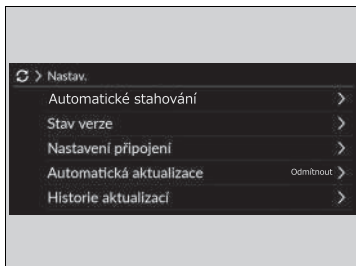 Nastav.
Automatické stahování
Stav verze
Nastavení připojení
Automatická aktualizace Odmítnout
Historie aktualizací